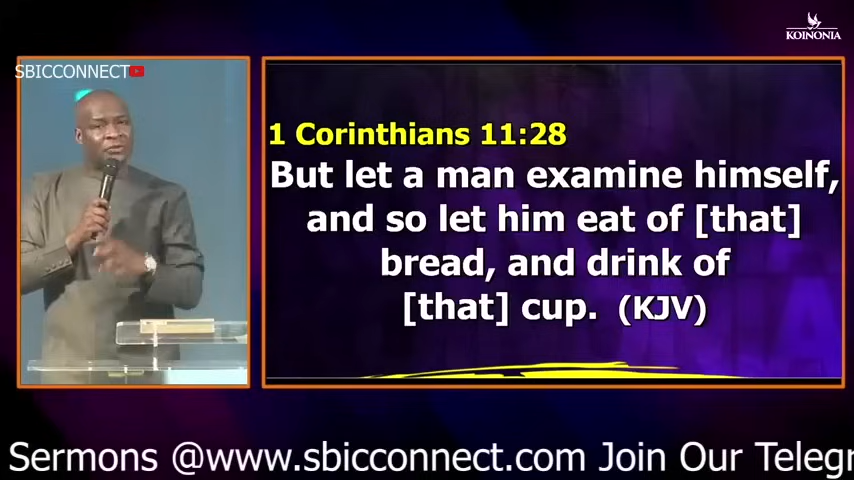 KOINONIA
SBICCONNECT
1 Corinthians 11:28
But let a man examine himself,
and so let him eat of [that]
bread, and drink of
[that] cup. (KJV)
Sermons @www.sbicconnect.com Join Our Telegr